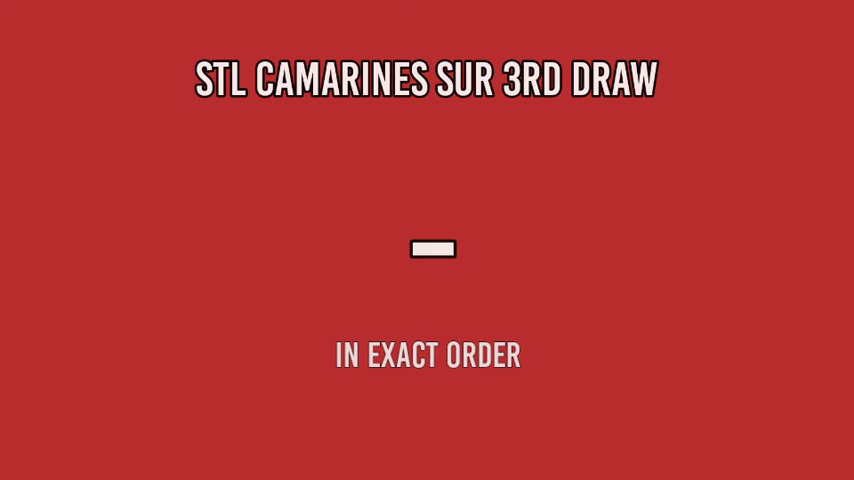 STL CAMARINES SUR 3RD DRAW
-
IN EXACT ORDER